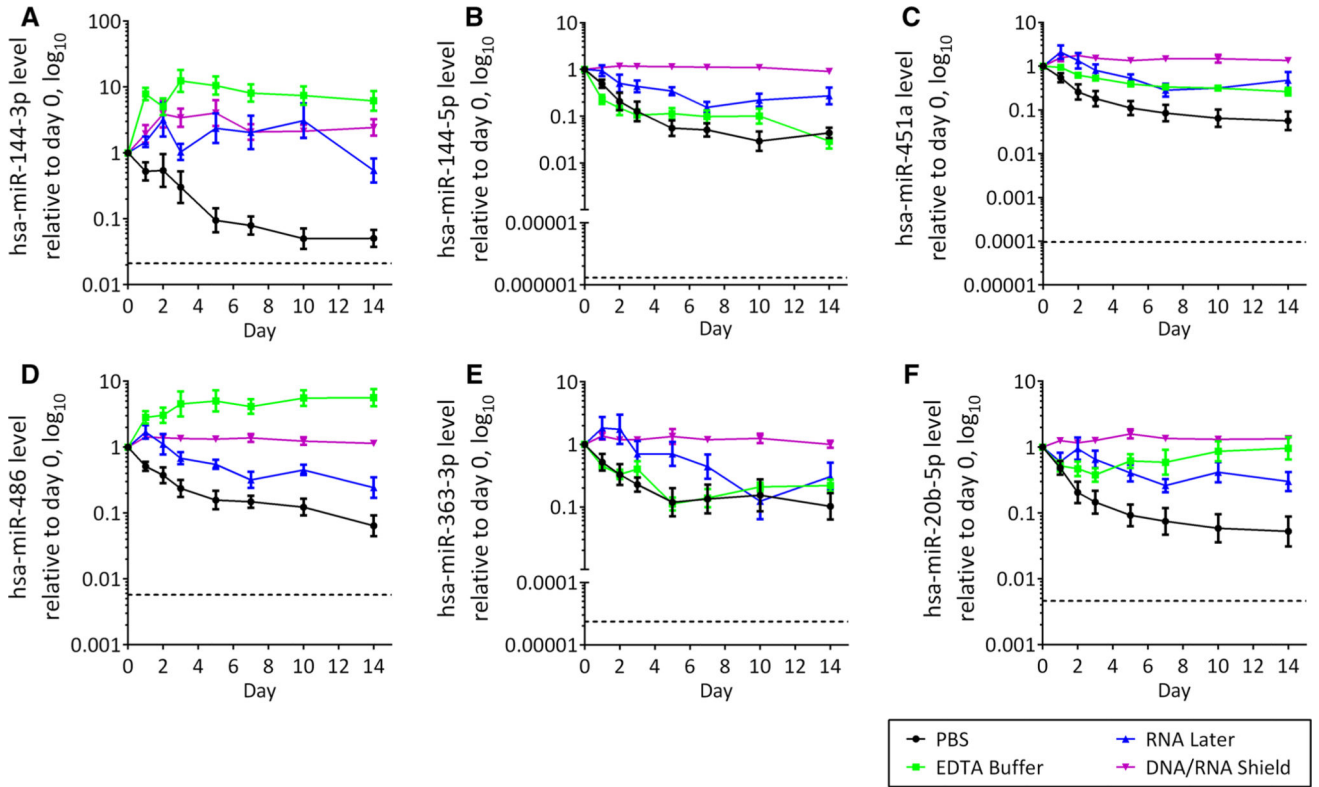 A
hsa-miR-144-3p level
relative to day 0, log10
100
10
1
0.1
0.01
0 2 4 6 8 10 12 14
Day
B
hsa-miR-144-5p level
relative to day 0, log10
10
1
0.1
0.01
0.00001
0.000001
0 2 4 6 8 10 12 14
Day
C
hsa-miR-451a level
relative to day 0, log10
10
1
0.1
0.01
0.001
0.0001
0.00001
0 2 4 6 8 10 12 14
Day
D
hsa-miR-486 level
relative to day 0, log10
10
1
0.1
0.01
0.001
0 2 4 6 8 10 12 14
Day
E
hsa-miR-363-3p level
relative to day 0, log10
10
1
0.1
0.0001
0.00001
0 2 4 6 8 10 12 14
Day
F
hsa-miR-20b-5p level
relative to day 0, log10
10
1
0.1
0.01
0.001
0 2 4 6 8 10 12 14
Day
PBS
RNA Later
EDTA Buffer
DNA/RNA Shield